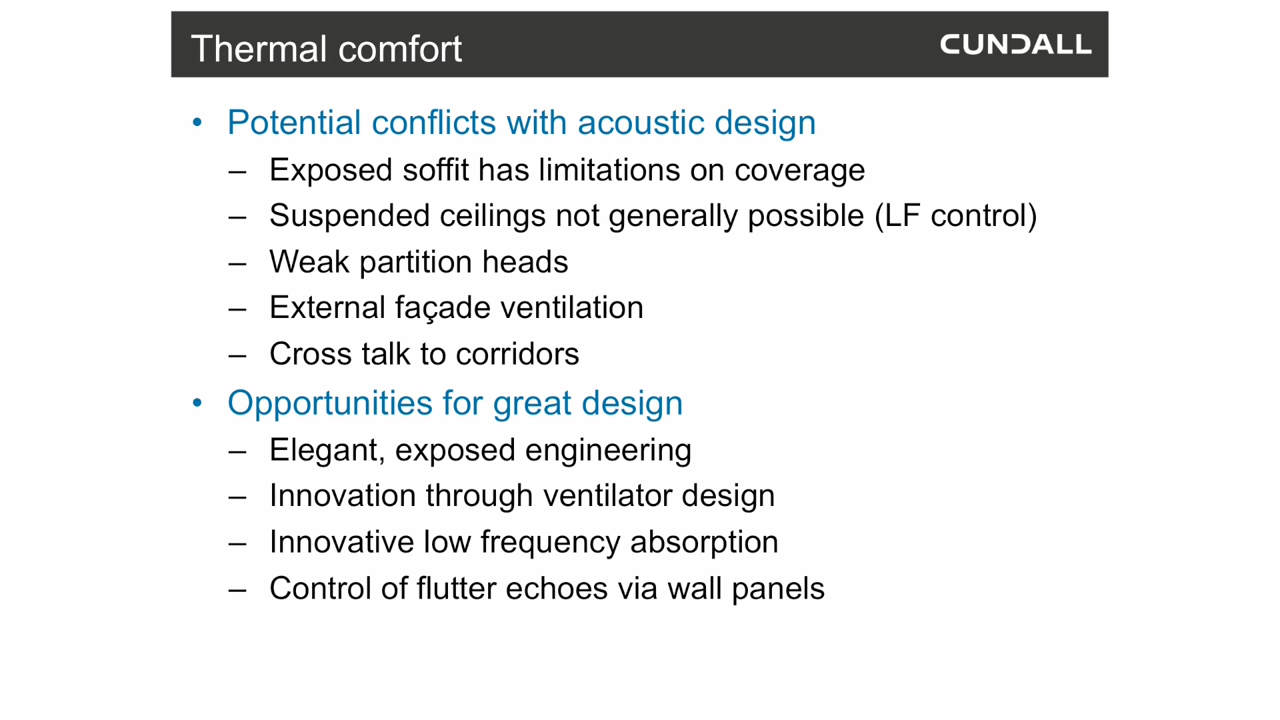 Thermal comfort
CUNDALL
• Potential conflicts with acoustic design
– Exposed soffit has limitations on coverage
– Suspended ceilings not generally possible (LF control)
– Weak partition heads
– External façade ventilation
– Cross talk to corridors
• Opportunities for great design
– Elegant, exposed engineering
– Innovation through ventilator design
– Innovative low frequency absorption
– Control of flutter echoes via wall panels